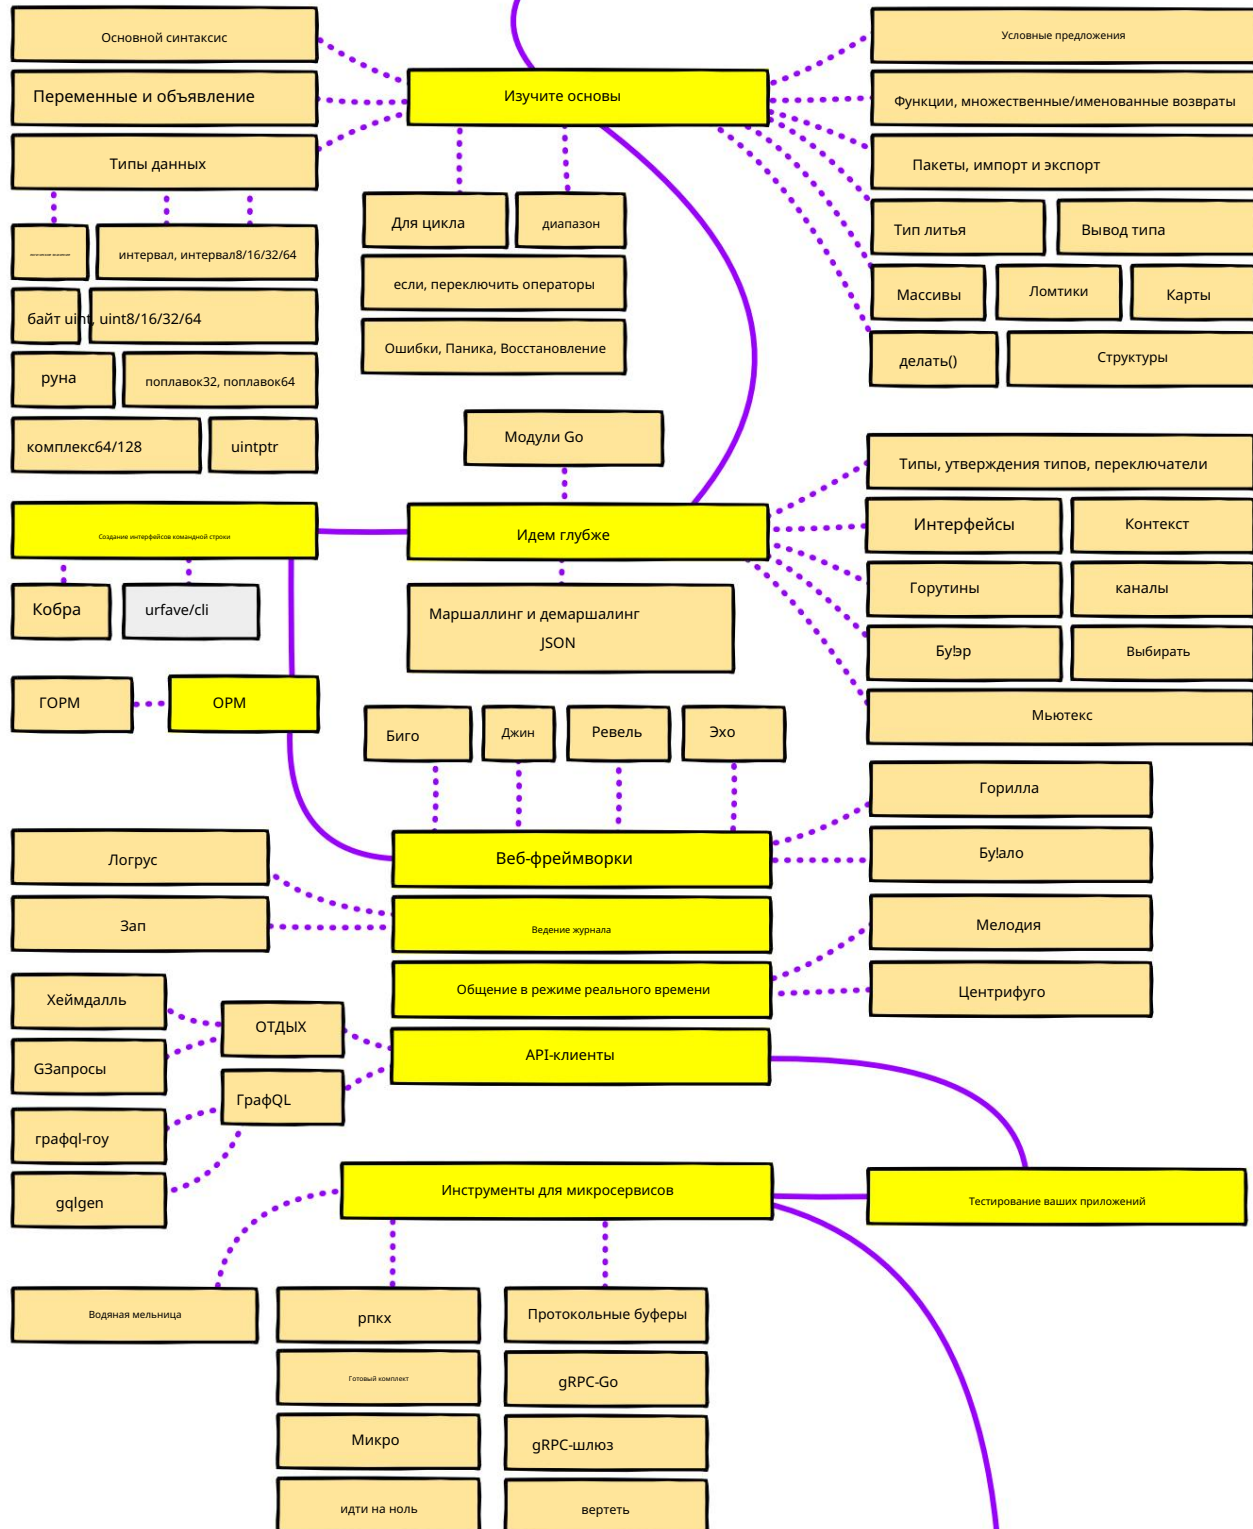 Основной синтаксис
Переменные и объявление
Типы данных
интервал, интервал8/16/32/64
байт uint, uint8/16/32/64
руна
поплавок32, поплавок64
комплекс64/128
uintptr
Изучите основы
Для цикла
диапазон
если, переключить операторы
Ошибки, Паника, Восстановление
Условные предложения
Функции, множественные/именованные возвраты
Пакеты, импорт и экспорт
Тип литья
Вывод типа
Массивы
Ломтики
Карты
делать()
Структуры
Модули Go
Идем глубже
Маршаллинг и демаршалинг
JSON
Типы, утверждения типов, переключатели
Интерфейсы
Контекст
Горутины
каналы
Бу!эр
Выбирать
Мьютекс
Создание интерфейсов командной строки
Кобра
urfave/cli
ГОРМ
ОРМ
Биго
Джин
Ревель
Эхо
Веб-фреймворки
Горилла
Бу!ало
Логрус
Зап
Ведение журнала
Общение в режиме реального времени
Мелодия
Центрифуго
API-клиенты
ОТДЫХ
Хеймдалль
GЗапросы
ГрафQL
графql-гоу
gqlgen
Инструменты для микросервисов
Тестирование ваших приложений
Водяная мельница
рпкх
Готовый комплект
Микро
идти на ноль
Протокольные буферы
gRPC-Go
gRPC-шлюз
вертеть